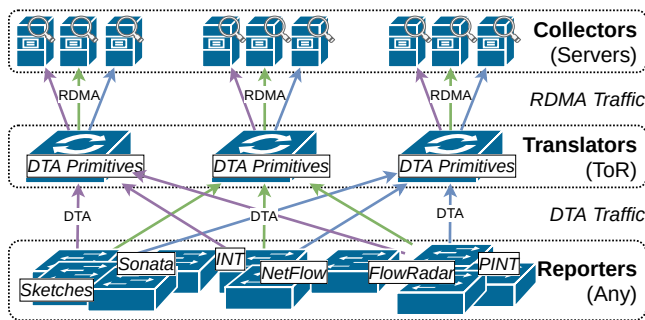 Collectors
(Servers)
RDMA RDMA RDMA
RDMA Traffic
Translators
DTA Primitives DTA Primitives DTA Primitives
(ToR)
DTA DTA DTA
DTA Traffic
Sonata INT NetFlow FlowRadar PINT
Sketches
Reporters
(Any)